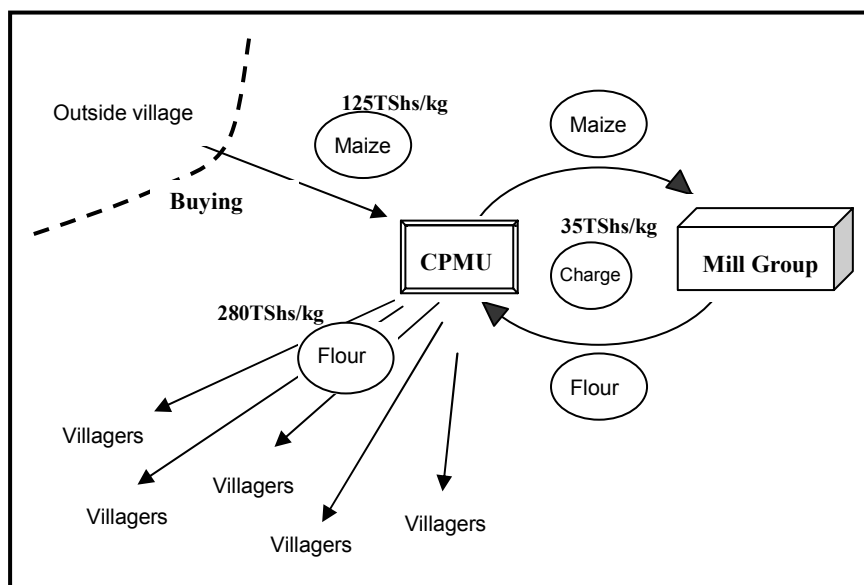 125TShs/kg
Outside village
Maize
Maize
Buying
35TShs/kg
CPMU
Charge
Mill Group
280TShs/kg
Flour
Flour
Villagers
Villagers
Villagers
Villagers
Villagers